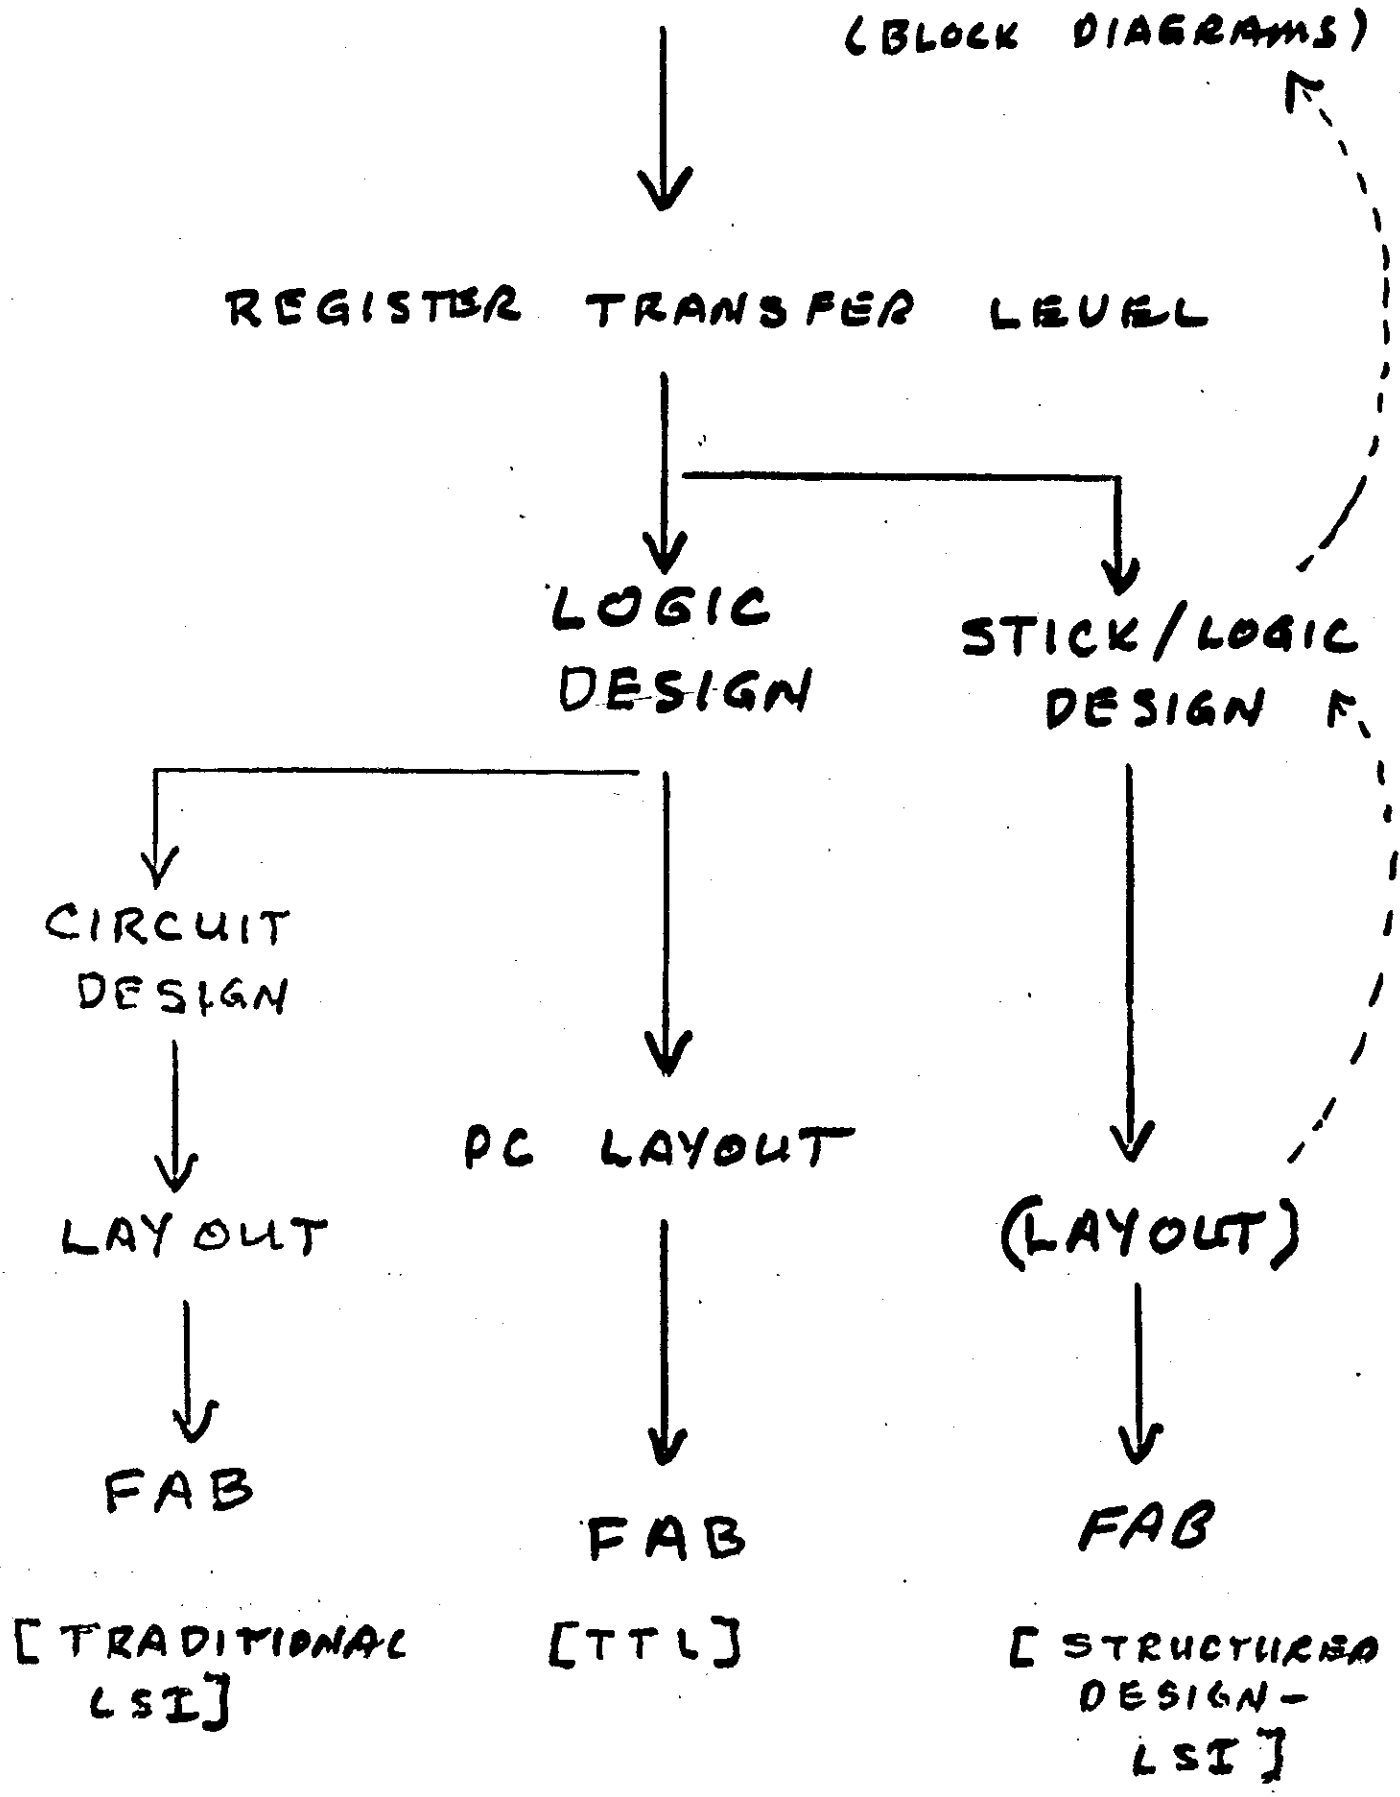 (BLOCK DIAGRAMS)
REGISTER TRANSFER LEVEL
LOGIC
DESIGN
STICK/LOGIC
DESIGN
CIRCUIT
DESIGN
LAYOUT
FAB
[TRADITIONAL
LSI]
PC LAYOUT
FAB
[TTL]
(LAYOUT)
FAB
[STRUCTURED
DESIGN-
LSI]